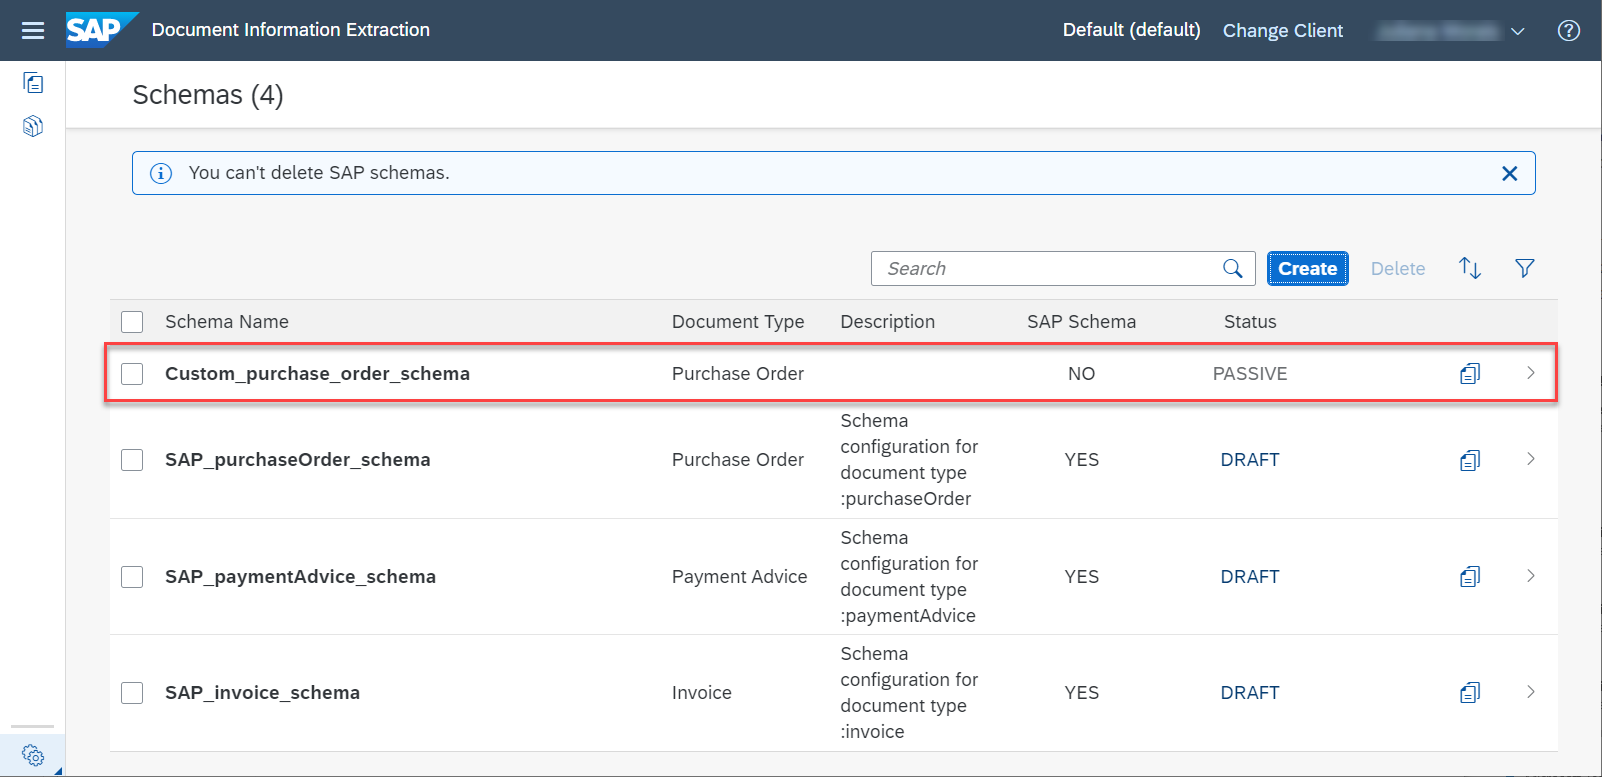 SAP Document Information Extraction Default (default) Change Client
Schemas (4)
You can't delete SAP schemas.
Search Create Delete
Schema Name Document Type Description SAP Schema Status
Custom_purchase_order_schema Purchase Order NO PASSIVE
Schema
configuration for
SAP_purchaseOrder_schema Purchase Order document type YES DRAFT
:purchaseOrder
Schema
configuration for
SAP_paymentAdvice_schema Payment Advice document type YES DRAFT
:paymentAdvice
Schema
configuration for
SAP_invoice_schema Invoice document type YES DRAFT
:invoice